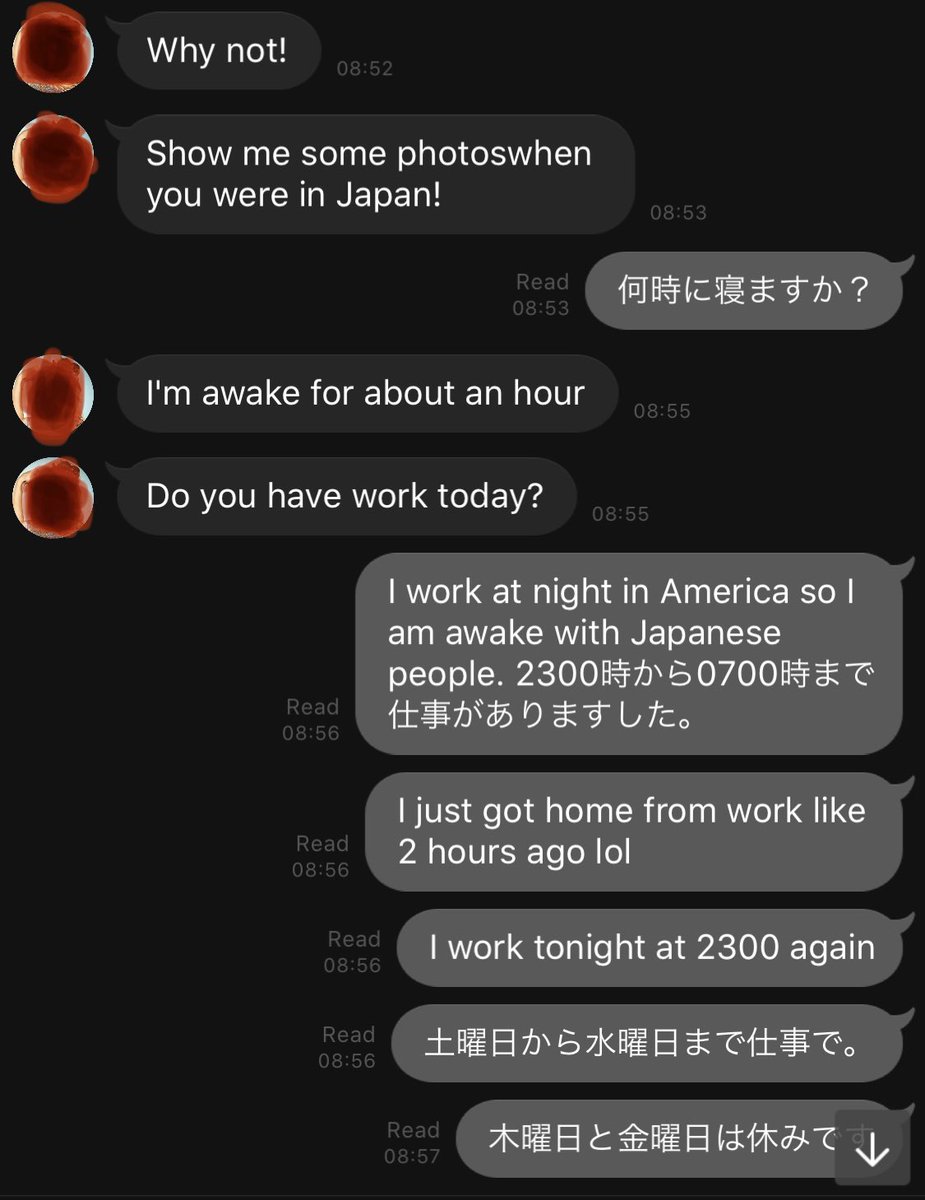 Why not!
08:52
Show me some photoswhen
you were in Japan!
08:53
Read
08:53
何時に寝ますか？
I'm awake for about an hour
08:55
Do you have work today?
08:55
I work at night in America so I
am awake with Japanese
people. 2300時から0700時まで
仕事がありますした。
Read
08:56
I just got home from work like
2 hours ago lol
Read
08:56
I work tonight at 2300 again
Read
08:56
土曜日から水曜日まで仕事で。
Read
08:56
木曜日と金曜日は休みです
Read
08:57